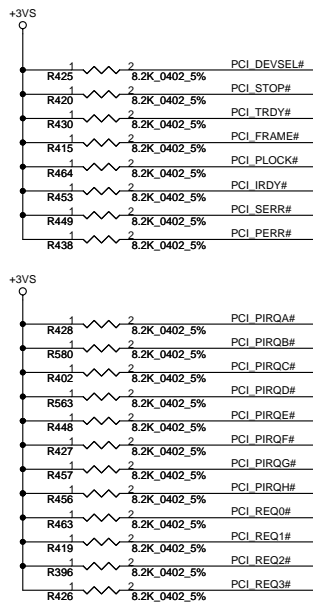 +3VS
1 2 PCI_DEVSEL#
R425 8.2K_0402_5%
1 2 PCI_STOP#
R420 8.2K_0402_5%
1 2 PCI_TRDY#
R430 8.2K_0402_5%
1 2 PCI_FRAME#
R415 8.2K_0402_5%
1 2 PCI_PLOCK#
R464 8.2K_0402_5%
1 2 PCI_IRDY#
R453 8.2K_0402_5%
1 2 PCI_SERR#
R449 8.2K_0402_5%
1 2 PCI_PERR#
R438 8.2K_0402_5%
+3VS
1 2 PCI_PIRQA#
R428 8.2K_0402_5%
1 2 PCI_PIRQB#
R580 8.2K_0402_5%
1 2 PCI_PIRQC#
R402 8.2K_0402_5%
1 2 PCI_PIRQD#
R563 8.2K_0402_5%
1 2 PCI_PIRQE#
R448 8.2K_0402_5%
1 2 PCI_PIRQF#
R427 8.2K_0402_5%
1 2 PCI_PIRQG#
R457 8.2K_0402_5%
1 2 PCI_PIRQH#
R456 8.2K_0402_5%
1 2 PCI_REQ0#
R463 8.2K_0402_5%
1 2 PCI_REQ1#
R419 8.2K_0402_5%
1 2 PCI_REQ2#
R396 8.2K_0402_5%
1 2 PCI_REQ3#
R426 8.2K_0402_5%